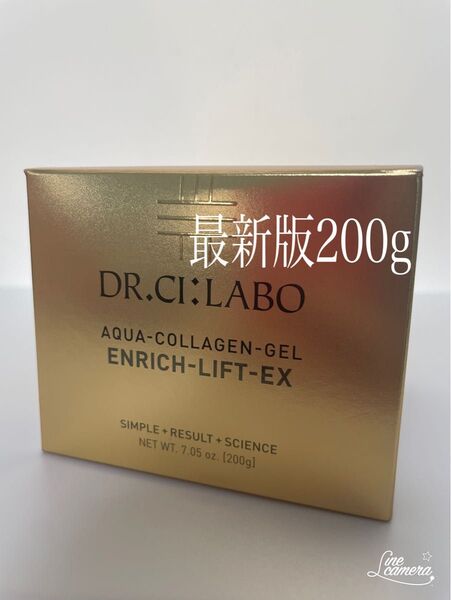 最新版200g
DR.CI:LABO
AQUA-COLLAGEN-GEL
ENRICH-LIFT-EX
SIMPLE + RESULT + SCIENCE
NET WT. 7.05 oz. [200g]
Line
camera